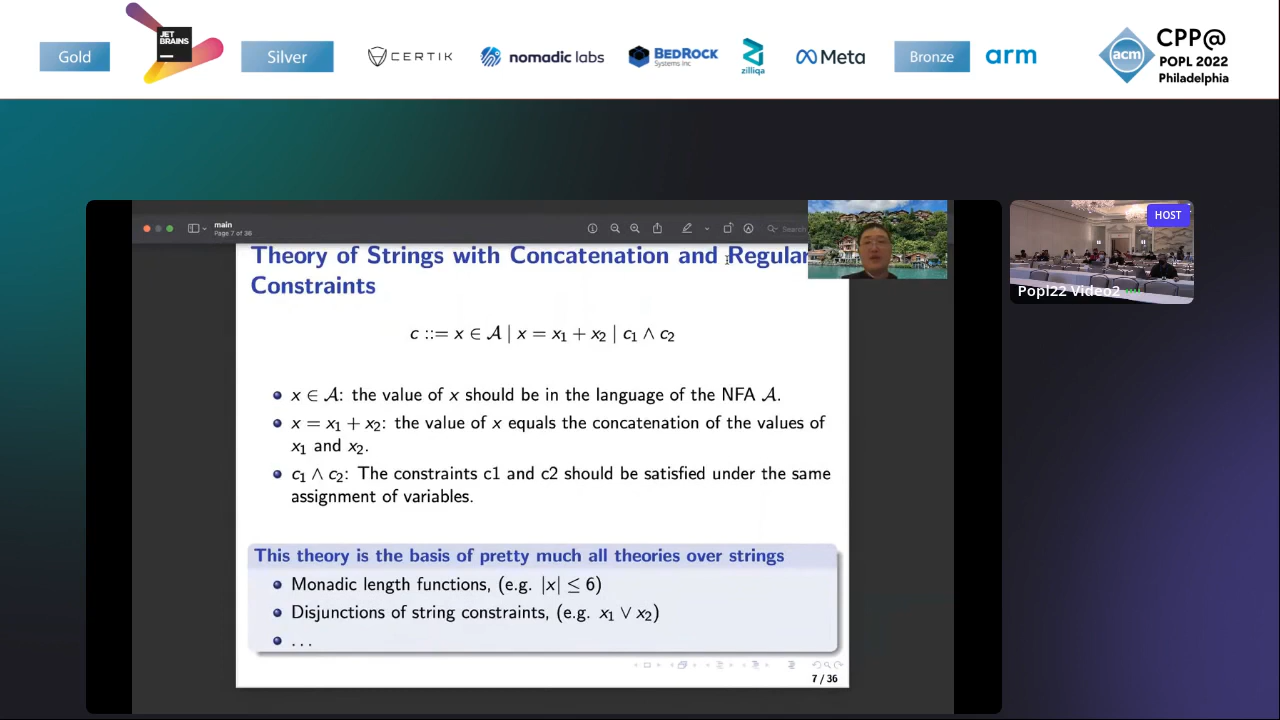 Gold
JET
BRAINS
Silver
CERTIK
nomadic labs
BEDROCK
Systems Inc
zilliqa
Meta
Bronze
arm
acm
CPP@
POPL 2022
Philadelphia
main
Page 7 of 36
Search
HOST
Popl22 Video2
Theory of Strings with Concatenation and Regular
Constraints
c ::= x ∈ 𝒜 | x = x₁ + x₂ | c₁ ∧ c₂
x ∈ 𝒜: the value of x should be in the language of the NFA 𝒜.
x = x₁ + x₂: the value of x equals the concatenation of the values of
x₁ and x₂.
c₁ ∧ c₂: The constraints c1 and c2 should be satisfied under the same
assignment of variables.
This theory is the basis of pretty much all theories over strings
Monadic length functions, (e.g. |x| ≤ 6)
Disjunctions of string constraints, (e.g. x₁ ∨ x₂)
...
7 / 36